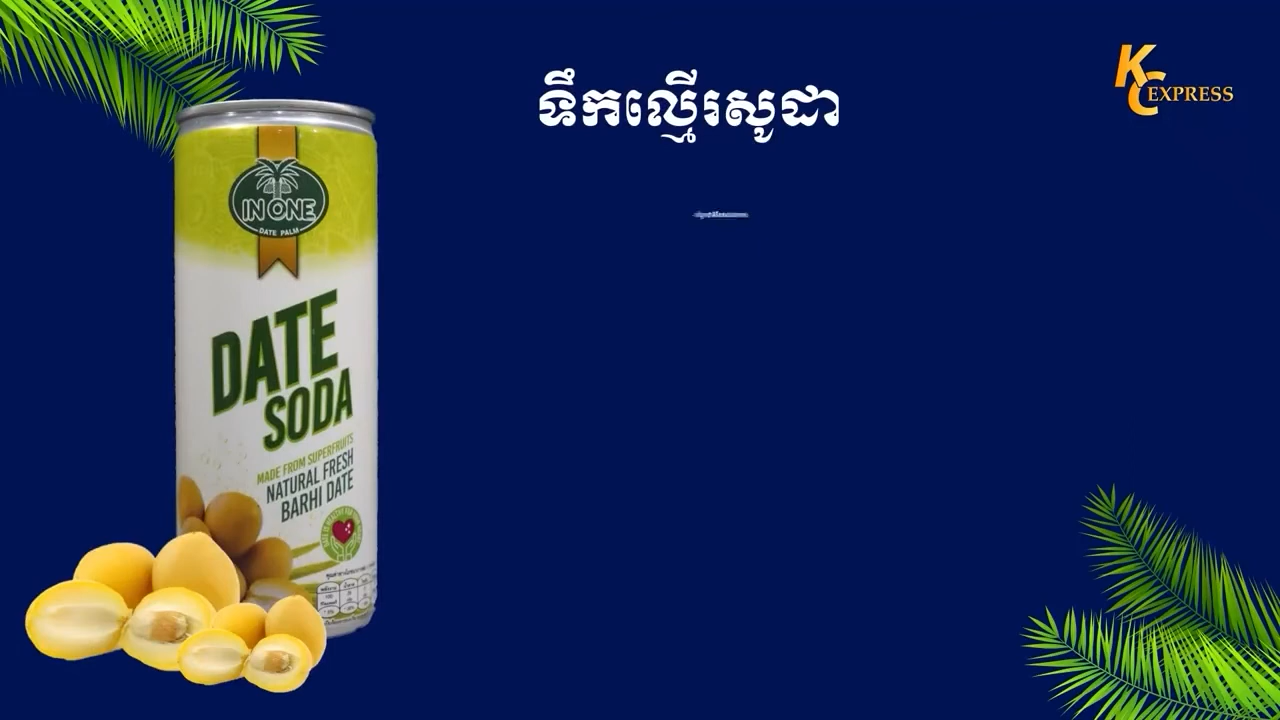 ទឹកល្មើរសូដា
KC EXPRESS
IN ONE
DATE PALM
DATE
SODA
MADE FROM SUPERFRUITS
NATURAL FRESH
BARHI DATE